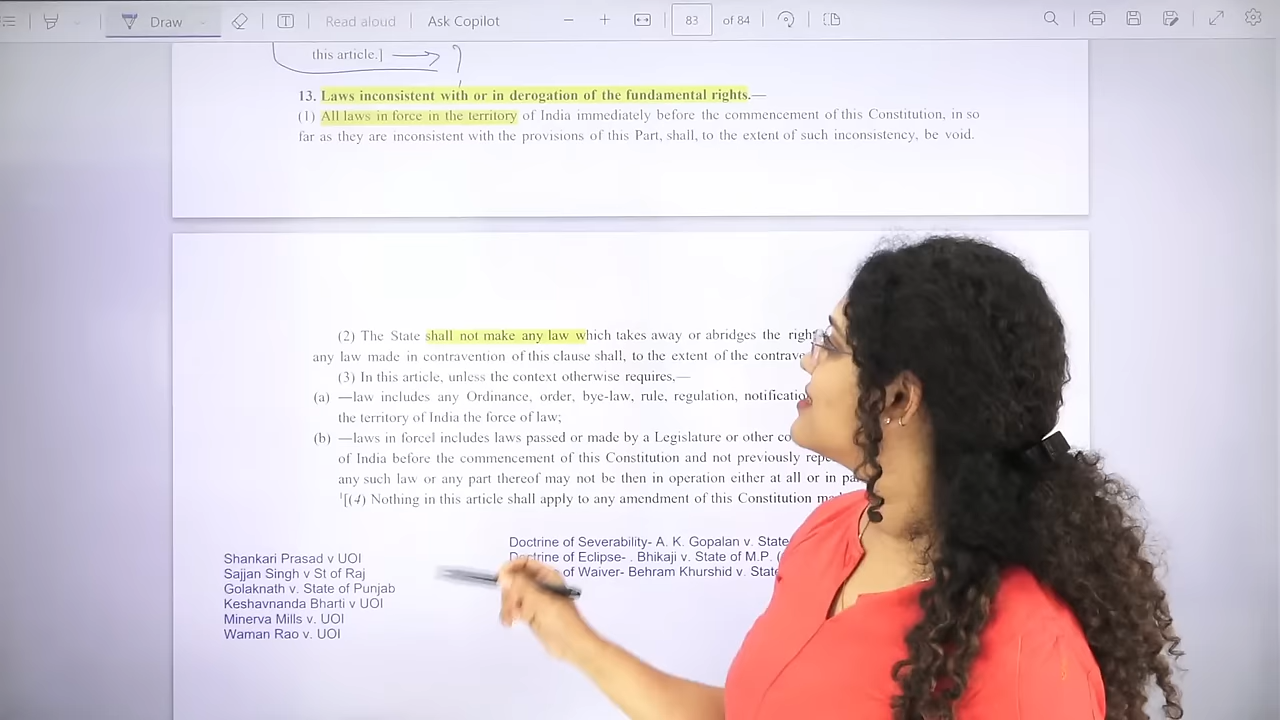 Draw
Read aloud
Ask Copilot
83
of 84
this article.]
13. Laws inconsistent with or in derogation of the fundamental rights.—
(1) All laws in force in the territory of India immediately before the commencement of this Constitution, in so
far as they are inconsistent with the provisions of this Part, shall, to the extent of such inconsistency, be void.
(2) The State shall not make any law which takes away or abridges the
any law made in contravention of this clause shall, to the extent of the
(3) In this article, unless the context otherwise requires,—
(a) —law includes any Ordinance, order, bye-law, rule, regulation,
the territory of India the force of law;
(b) —laws in forcel includes laws passed or made by a Legislature or other
of India before the commencement of this Constitution and not previously
any such law or any part thereof may not be then in operation either at all or in
1[(4) Nothing in this article shall apply to any amendment of this Constitution
Doctrine of Severability- A. K. Gopalan v. State
Doctrine of Eclipse- . Bhikaji v. State of M.P. (
of Waiver- Behram Khurshid v. State
Shankari Prasad v UOI
Sajjan Singh v St of Raj
Golaknath v. State of Punjab
Keshavnanda Bharti v UOI
Minerva Mills v. UOI
Waman Rao v. UOI